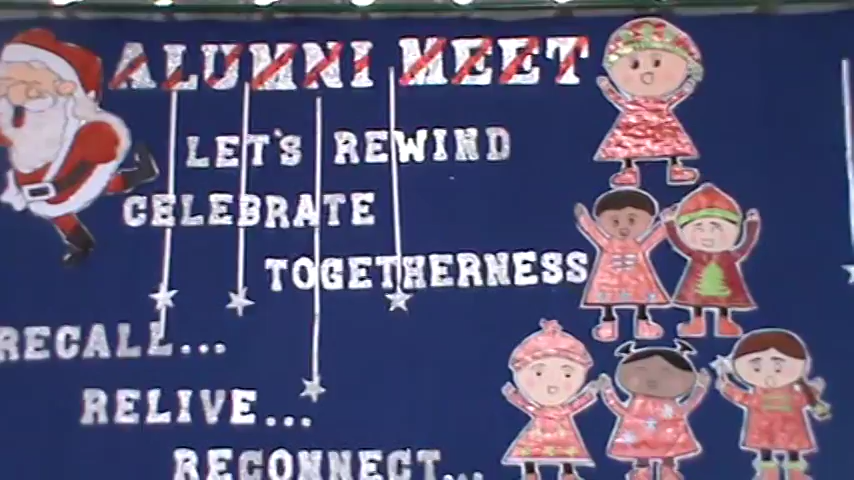 ALUMNI MEET
LET'S REWIND
CELEBRATE
TOGETHERNESS
RECALL...
RELIVE...
RECONNECT...